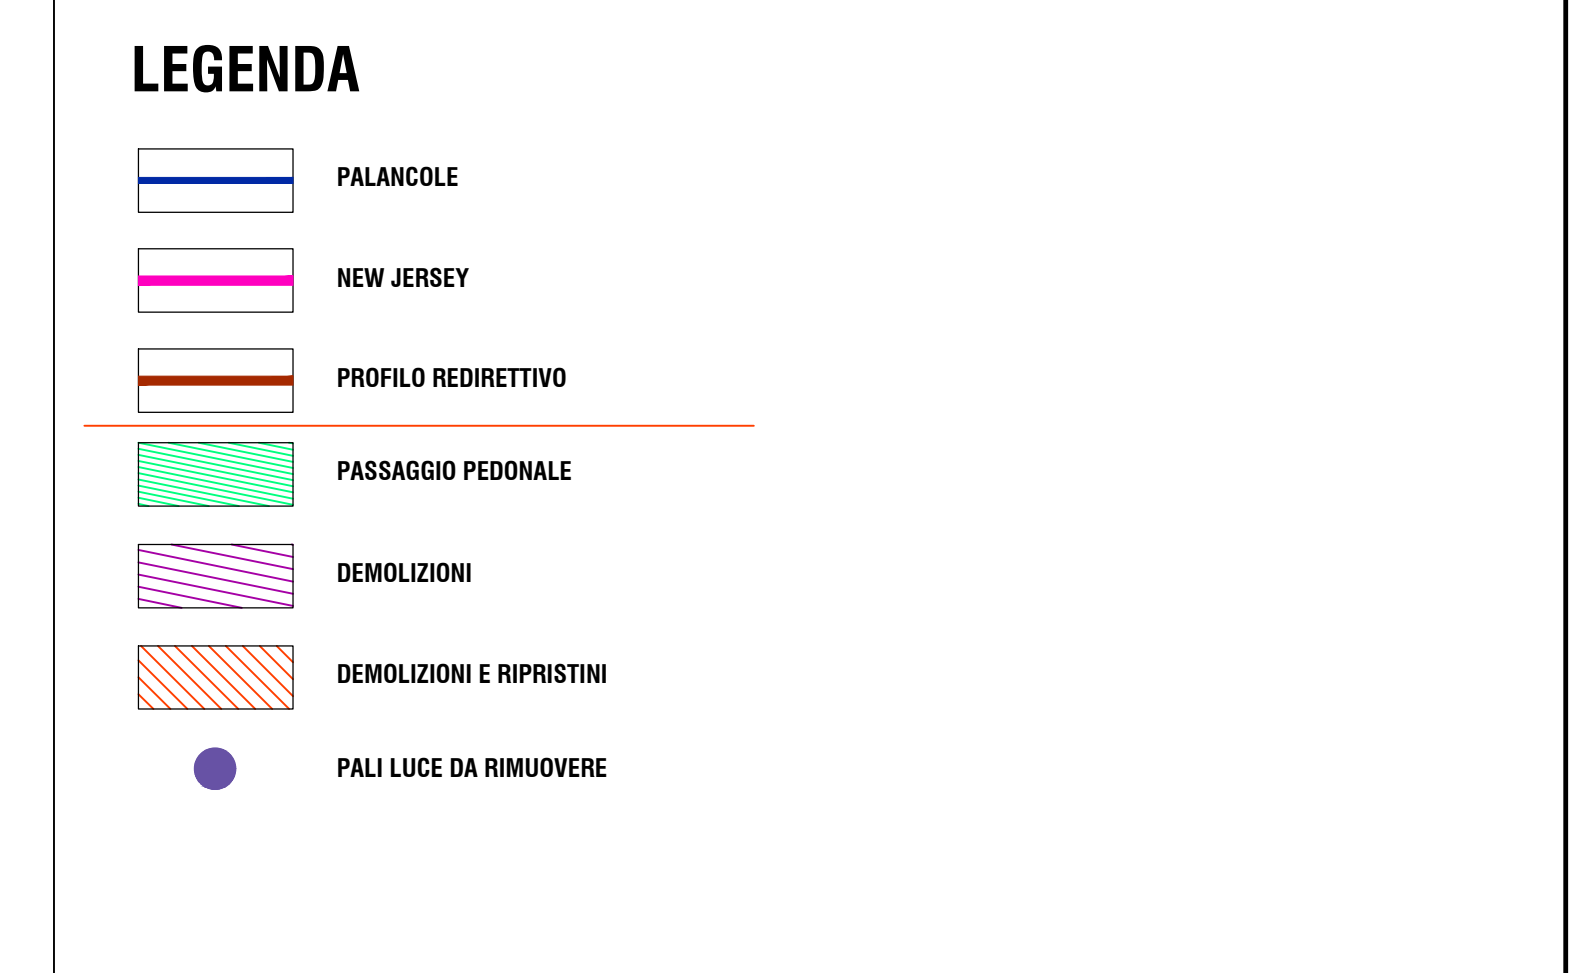 LEGENDA
PALANCOLE
NEW JERSEY
PROFILO REDIRETTIVO
PASSAGGIO PEDONALE
DEMOLIZIONI
DEMOLIZIONI E RIPRISTINI
PALI LUCE DA RIMUOVERE